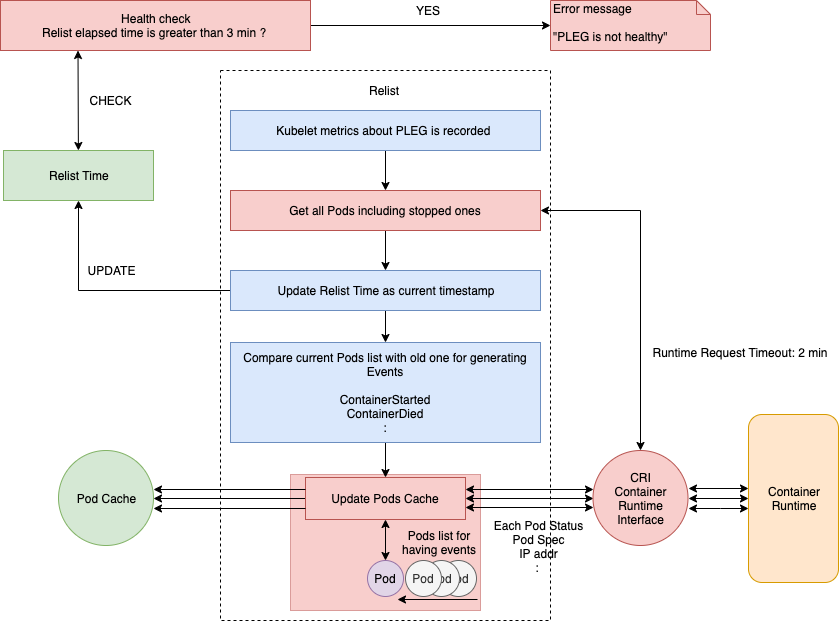 Health check
Relist elapsed time is greater than 3 min ?
YES
Error message
"PLEG is not healthy"
CHECK
Relist
Kubelet metrics about PLEG is recorded
Relist Time
Get all Pods including stopped ones
UPDATE
Update Relist Time as current timestamp
Runtime Request Timeout: 2 min
Compare current Pods list with old one for generating
Events
ContainerStarted
ContainerDied
:
Pod Cache
Update Pods Cache
CRI
Container
Runtime
Interface
Container
Runtime
Each Pod Status
Pod Spec
IP addr
:
Pods list for
having events
Pod
Pod
od
od